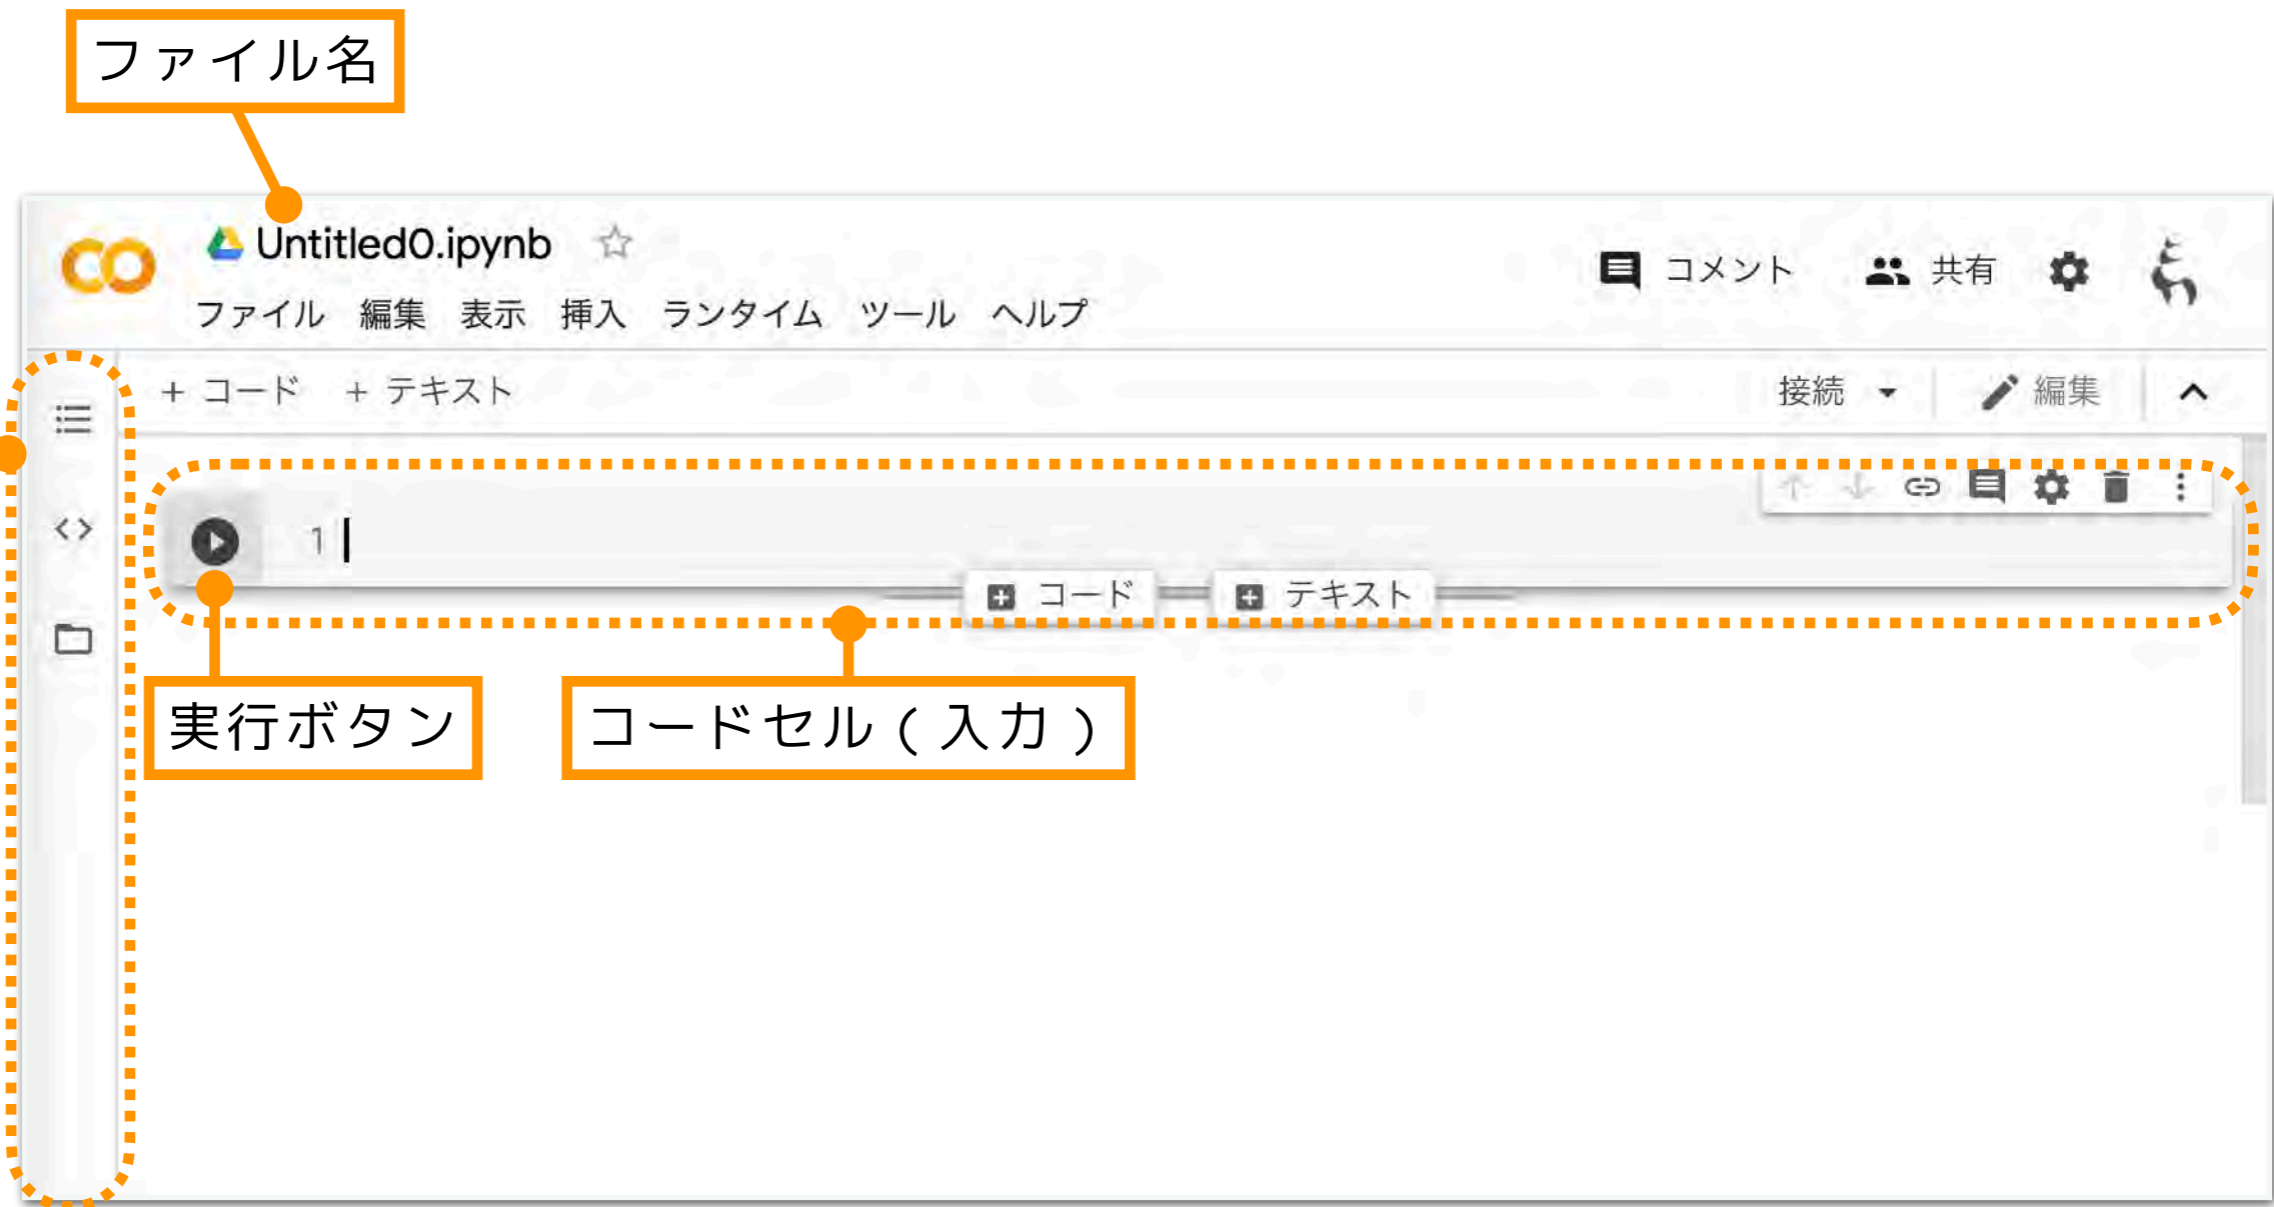 ファイル名
Untitled0.ipynb
コメント 共有
ファイル 編集 表示 挿入 ランタイム ツール ヘルプ
+ コード + テキスト 接続 編集
1
コード テキスト
実行ボタン コードセル(入力)